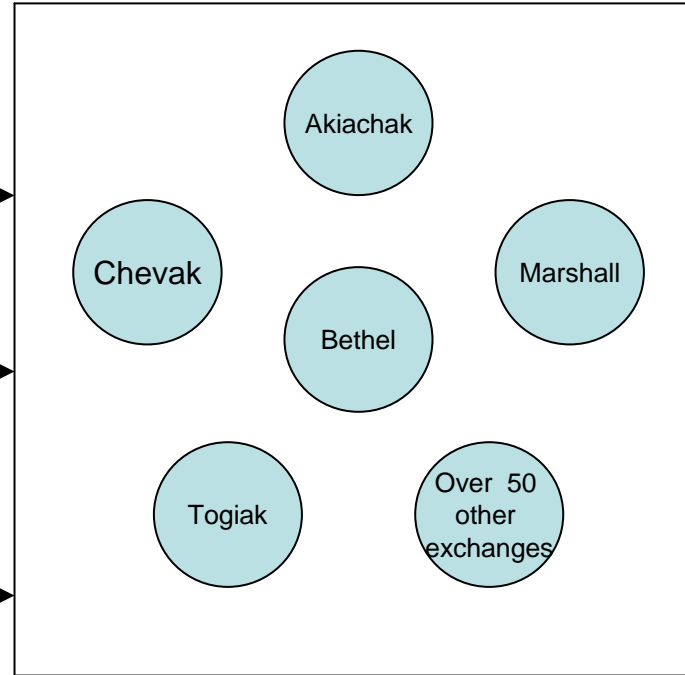 Akiachak
Chevak
Marshall
Bethel
Togiak
Over 50
other
exchanges